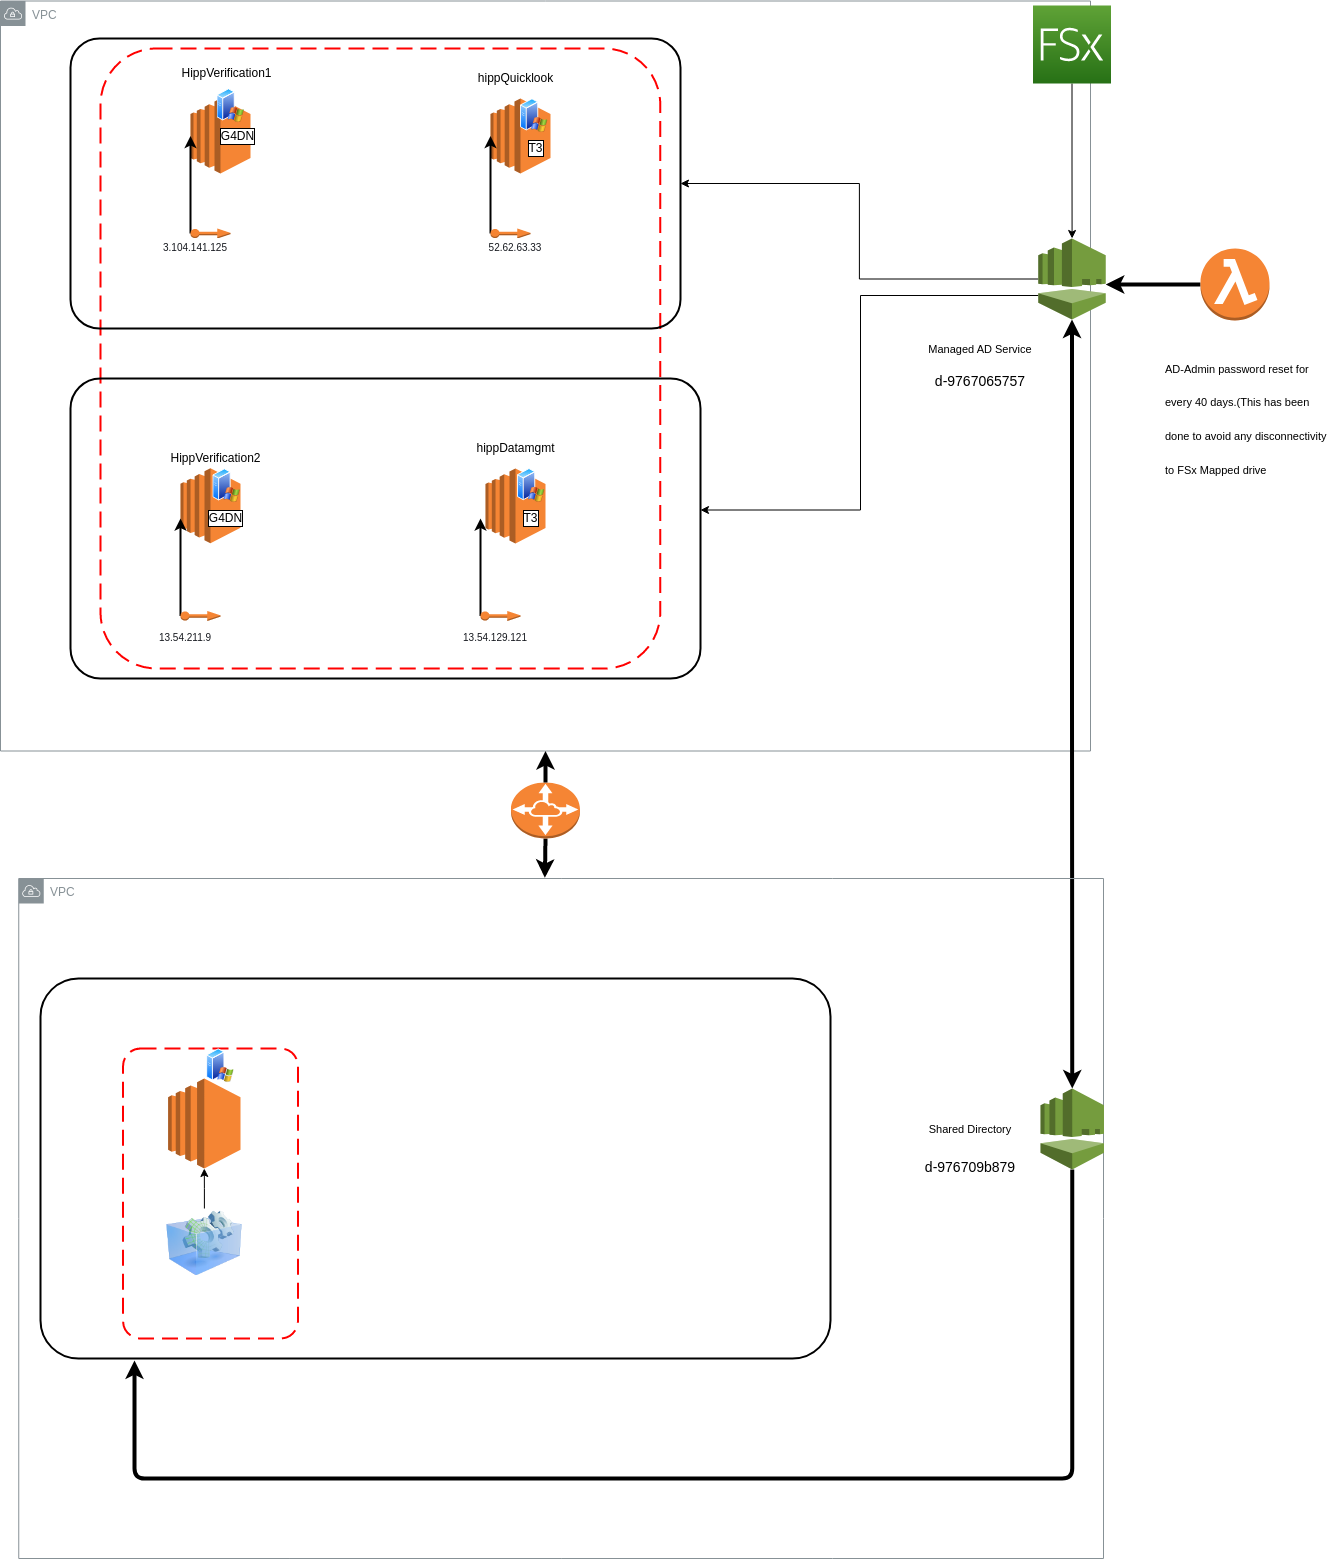 VPC
FSx
HippVerification1
hippQuicklook
G4DN
T3
3.104.141.125
52.62.63.33
Managed AD Service
d-9767065757
AD-Admin password reset for
every 40 days.(This has been
done to avoid any disconnectivity
to FSx Mapped drive
HippVerification2
hippDatamgmt
G4DN
T3
13.54.211.9
13.54.129.121
VPC
Shared Directory
d-976709b879